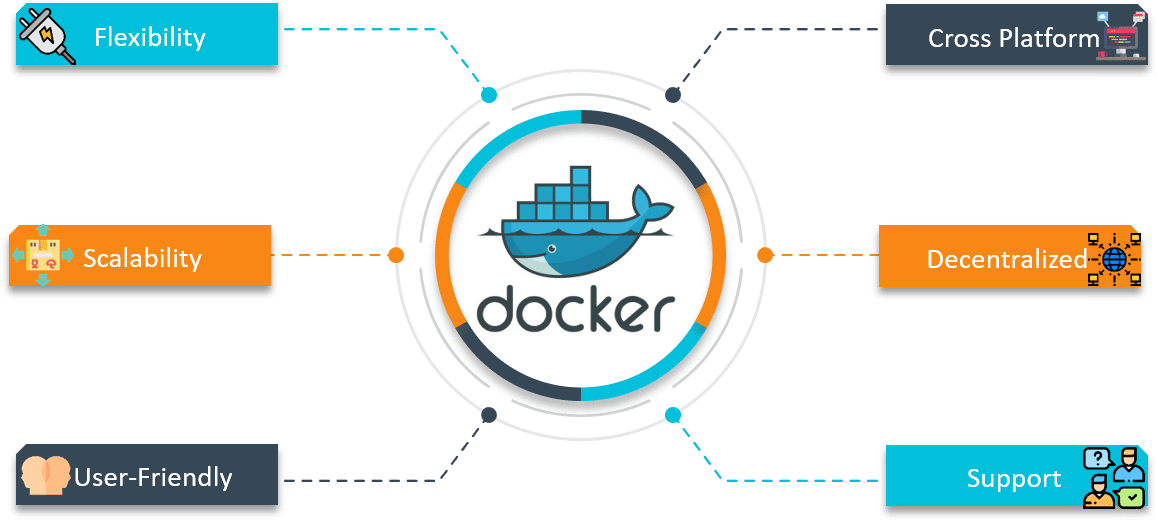 Flexibility
Cross Platform
docker
Scalability
Decentralized
User-Friendly
Support